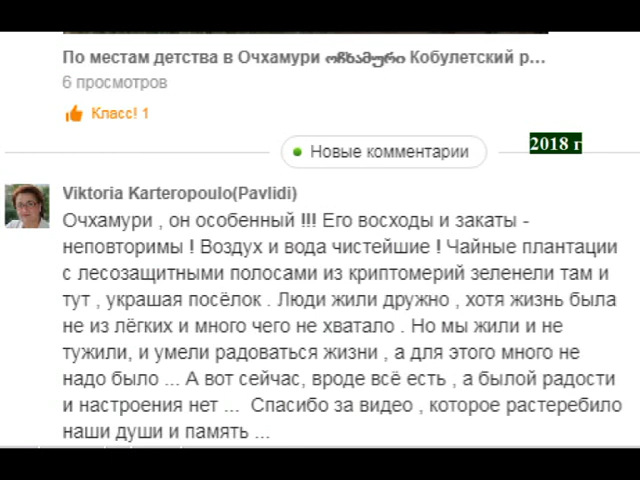 По местам детства в Очхамури ოჩხამური Кобулетский р...
6 просмотров
Класс! 1
Новые комментарии
2018 г
Viktoria Karteropoulo(Pavlidi)
Очхамури , он особенный !!! Его восходы и закаты -
неповторимы ! Воздух и вода чистейшие ! Чайные плантации
с лесозащитными полосами из криптомерий зеленели там и
тут , украшая посёлок . Люди жили дружно , хотя жизнь была
не из лёгких и много чего не хватало . Но мы жили и не
тужили, и умели радоваться жизни , а для этого много не
надо было ... А вот сейчас, вроде всё есть , а былой радости
и настроения нет ... Спасибо за видео , которое растеребило
наши души и память ...